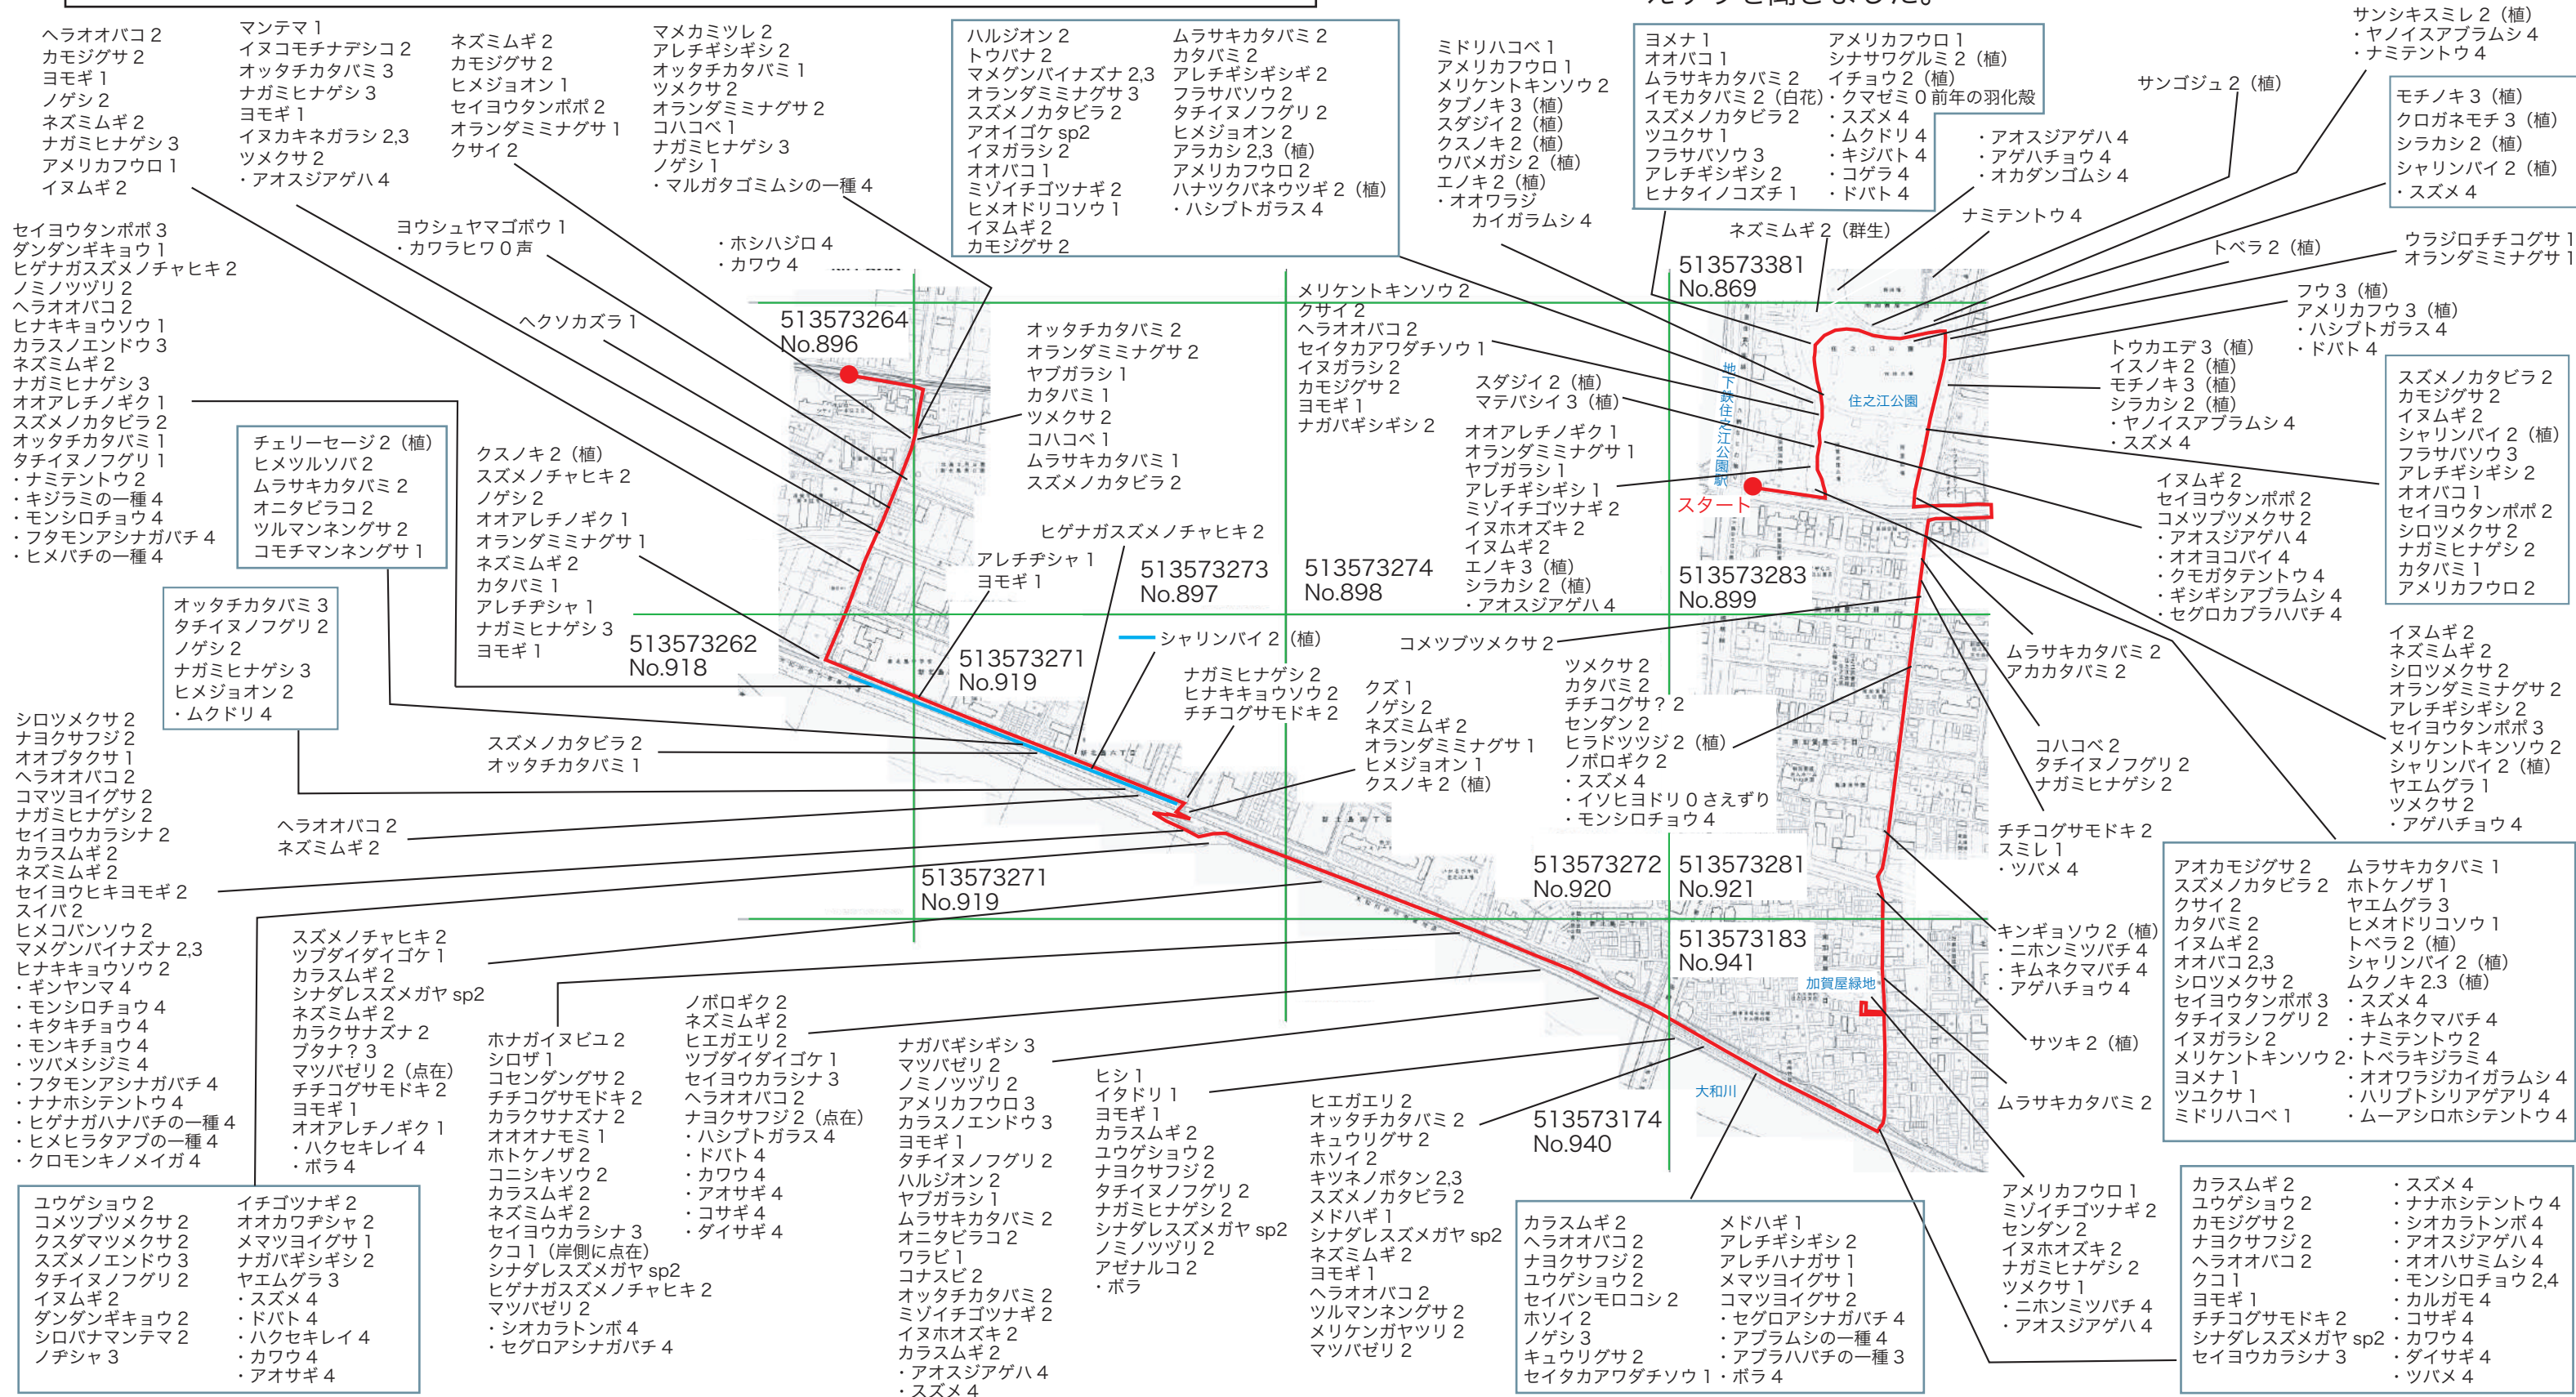 ヘラオオバコ 2
カモジグサ 2
ヨモギ 1
ノゲシ 2
ネズミムギ 2
ナガミヒナゲシ 3
アメリカフウロ 1
イヌムギ 2
マンテマ 1
イヌコモチナデシコ 2
オッタチカタバミ 3
ナガミヒナゲシ 3
ヨモギ 1
イヌカキネガラシ 2,3
ツメクサ 2
・アオスジアゲハ 4
ネズミムギ 2
カモジグサ 2
ヒメジョオン 1
セイヨウタンポポ 2
オランダミミナグサ 1
クサイ 2
マメカミツレ 2
アレチギシギシ 2
オッタチカタバミ 1
ツメクサ 2
オランダミミナグサ 2
コハコベ 1
ナガミヒナゲシ 3
ノゲシ 1
・マルガタゴミムシの一種 4
ハルジオン 2
トウバナ 2
マメグンバイナズナ 2,3
オランダミミナグサ 3
スズメノカタビラ 2
アオイゴケ sp2
イヌガラシ 2
オオバコ 1
ミゾイチゴツナギ 2
ヒメオドリコソウ 1
イヌムギ 2
カモジグサ 2
ムラサキカタバミ 2
カタバミ 2
アレチギシギシギ 2
フラサバソウ 2
タチイヌノフグリ 2
ヒメジョオン 2
アラカシ 2,3（植）
アメリカフウロ 2
ハナツクバネウツギ 2（植）
・ハシブトガラス 4
ミドリハコベ 1
アメリカフウロ 1
メリケントキンソウ 2
タブノキ 3（植）
スダジイ 2（植）
クスノキ 2（植）
ウバメガシ 2（植）
エノキ 2（植）
・オオワラジ
カイガラムシ 4
ヨメナ 1
オオバコ 1
ムラサキカタバミ 2
イモカタバミ 2（白花）
スズメノカタビラ 2
ツユクサ 1
フラサバソウ 3
アレチギシギシ 2
ヒナタイノコズチ 1
アメリカフウロ 1
シナサワグルミ 2（植）
イチョウ 2（植）
・クマゼミ 0 前年の羽化殻
・スズメ 4
・ムクドリ 4
・キジバト 4
・コゲラ 4
・ドバト 4
・アオスジアゲハ 4
・アゲハチョウ 4
・オカダンゴムシ 4
サンゴジュ 2（植）
サンシキスミレ 2（植）
・ヤノイスアブラムシ 4
・ナミテントウ 4
モチノキ 3（植）
クロガネモチ 3（植）
シラカシ 2（植）
シャリンバイ 2（植）
・スズメ 4
ナミテントウ 4
ネズミムギ 2（群生）
トベラ 2（植）
ウラジロチチコグサ 1
オランダミミナグサ 1
フウ 3（植）
アメリカフウ 3（植）
・ハシブトガラス 4
・ドバト 4
セイヨウタンポポ 3
ダンダンギキョウ 1
ヒゲナガスズメノチャヒキ 2
ノミノツヅリ 2
ヘラオオバコ 2
ヒナキキョウソウ 1
カラスノエンドウ 3
ネズミムギ 2
ナガミヒナゲシ 3
オオアレチノギク 1
スズメノカタビラ 2
オッタチカタバミ 1
タチイヌノフグリ 1
・ナミテントウ 2
・キジラミの一種 4
・モンシロチョウ 4
・フタモンアシナガバチ 4
・ヒメバチの一種 4
ヨウシュヤマゴボウ 1
・カワラヒワ 0 声
・ホシハジロ 4
・カワウ 4
ヘクソカズラ 1
513573264
No.896
513573381
No.869
メリケントキンソウ 2
クサイ 2
ヘラオオバコ 2
セイタカアワダチソウ 1
イヌガラシ 2
カモジグサ 2
ヨモギ 1
ナガバギシギシ 2
オッタチカタバミ 2
オランダミミナグサ 2
ヤブガラシ 1
カタバミ 1
ツメクサ 2
コハコベ 1
ムラサキカタバミ 1
スズメノカタビラ 2
スダジイ 2（植）
マテバシイ 3（植）
オオアレチノギク 1
オランダミミナグサ 1
ヤブガラシ 1
アレチギシギシ 1
ミゾイチゴツナギ 2
イヌホオズキ 2
イヌムギ 2
エノキ 3（植）
シラカシ 2（植）
・アオスジアゲハ 4
地下鉄住之江公園駅
住之江公園
スタート
トウカエデ 3（植）
イスノキ 2（植）
モチノキ 3（植）
シラカシ 2（植）
・ヤノイスアブラムシ 4
・スズメ 4
スズメノカタビラ 2
カモジグサ 2
イヌムギ 2
シャリンバイ 2（植）
フラサバソウ 3
アレチギシギシ 2
オオバコ 1
セイヨウタンポポ 2
シロツメクサ 2
ナガミヒナゲシ 2
カタバミ 1
アメリカフウロ 2
イヌムギ 2
セイヨウタンポポ 2
コメツブツメクサ 2
・アオスジアゲハ 4
・オオヨコバイ 4
・クモガタテントウ 4
・ギシギシアブラムシ 4
・セグロカブラハバチ 4
チェリーセージ 2（植）
ヒメツルソバ 2
ムラサキカタバミ 2
オニタビラコ 2
ツルマンネングサ 2
コモチマンネングサ 1
クスノキ 2（植）
スズメノチャヒキ 2
ノゲシ 2
オオアレチノギク 1
オランダミミナグサ 1
ネズミムギ 2
カタバミ 1
アレチヂシャ 1
ナガミヒナゲシ 3
ヨモギ 1
ヒゲナガスズメノチャヒキ 2
アレチヂシャ 1
ヨモギ 1
513573273
No.897
513573274
No.898
513573283
No.899
オッタチカタバミ 3
タチイヌノフグリ 2
ノゲシ 2
ナガミヒナゲシ 3
ヒメジョオン 2
・ムクドリ 4
513573262
No.918
513573271
No.919
シャリンバイ 2（植）
ナガミヒナゲシ 2
ヒナキキョウソウ 2
チチコグサモドキ 2
コメツブツメクサ 2
クズ 1
ノゲシ 2
ネズミムギ 2
オランダミミナグサ 1
ヒメジョオン 1
クスノキ 2（植）
ツメクサ 2
カタバミ 2
チチコグサ？ 2
センダン 2
ヒラドツツジ 2（植）
ノボロギク 2
・スズメ 4
・イソヒヨドリ 0 さえずり
・モンシロチョウ 4
ムラサキカタバミ 2
アカカタバミ 2
コハコベ 2
タチイヌノフグリ 2
ナガミヒナゲシ 2
チチコグサモドキ 2
スミレ 1
・ツバメ 4
イヌムギ 2
ネズミムギ 2
シロツメクサ 2
オランダミミナグサ 2
アレチギシギシ 2
セイヨウタンポポ 3
メリケントキンソウ 2
シャリンバイ 2（植）
ヤエムグラ 1
ツメクサ 2
・アゲハチョウ 4
シロツメクサ 2
ナヨクサフジ 2
オオブタクサ 1
ヘラオオバコ 2
コマツヨイグサ 2
ナガミヒナゲシ 2
セイヨウカラシナ 2
カラスムギ 2
ネズミムギ 2
セイヨウヒキヨモギ 2
スイバ 2
ヒメコバンソウ 2
マメグンバイナズナ 2,3
ヒナキキョウソウ 2
・ギンヤンマ 4
・モンシロチョウ 4
・キタキチョウ 4
・モンキチョウ 4
・ツバメシジミ 4
・フタモンアシナガバチ 4
・ナナホシテントウ 4
・ヒゲナガハナバチの一種 4
・ヒメヒラタアブの一種 4
・クロモンキノメイガ 4
スズメノカタビラ 2
オッタチカタバミ 1
ヘラオオバコ 2
ネズミムギ 2
513573271
No.919
513573272
No.920
513573281
No.921
513573183
No.941
加賀屋緑地
大和川
513573174
No.940
スズメノチャヒキ 2
ツブダイダイゴケ 1
カラスムギ 2
シナダレスズメガヤ sp2
ネズミムギ 2
カラクサナズナ 2
ブタナ？ 3
マツバゼリ 2（点在）
チチコグサモドキ 2
ヨモギ 1
オオアレチノギク 1
・ハクセキレイ 4
・ボラ 4
ホナガイヌビユ 2
シロザ 1
コセンダングサ 2
チチコグサモドキ 2
カラクサナズナ 2
オオオナモミ 1
ホトケノザ 2
コニシキソウ 2
カラスムギ 2
ネズミムギ 2
セイヨウカラシナ 3
クコ 1（岸側に点在）
シナダレスズメガヤ sp2
ヒゲナガスズメノチャヒキ 2
マツバゼリ 2
・シオカラトンボ 4
・セグロアシナガバチ 4
ノボロギク 2
ネズミムギ 2
ヒエガエリ 2
ツブダイダイゴケ 1
セイヨウカラシナ 3
ヘラオオバコ 2
ナヨクサフジ 2（点在）
・ハシブトガラス 4
・ドバト 4
・カワウ 4
・アオサギ 4
・コサギ 4
・ダイサギ 4
ナガバギシギシ 3
マツバゼリ 2
ノミノツヅリ 2
アメリカフウロ 3
カラスノエンドウ 3
ヨモギ 1
タチイヌノフグリ 2
ハルジオン 2
ヤブガラシ 1
ムラサキカタバミ 2
オニタビラコ 2
ワラビ 1
コナスビ 2
オッタチカタバミ 2
ミゾイチゴツナギ 2
イヌホオズキ 2
カラスムギ 2
・アオスジアゲハ 4
・スズメ 4
ヒシ 1
イタドリ 1
ヨモギ 1
カラスムギ 2
ユウゲショウ 2
ナヨクサフジ 2
タチイヌノフグリ 2
ナガミヒナゲシ 2
シナダレスズメガヤ sp2
ノミノツヅリ 2
アゼナルコ 2
・ボラ
ヒエガエリ 2
オッタチカタバミ 2
キュウリグサ 2
ホソイ 2
キツネノボタン 2,3
スズメノカタビラ 2
メドハギ 1
シナダレスズメガヤ sp2
ネズミムギ 2
ヨモギ 1
ヘラオオバコ 2
ツルマンネングサ 2
メリケンガヤツリ 2
マツバゼリ 2
キンギョソウ 2（植）
・ニホンミツバチ 4
・キムネクマバチ 4
・アゲハチョウ 4
サツキ 2（植）
ムラサキカタバミ 2
アオカモジグサ 2
スズメノカタビラ 2
クサイ 2
カタバミ 2
イヌムギ 2
オオバコ 2,3
シロツメクサ 2
セイヨウタンポポ 3
タチイヌノフグリ 2
イヌガラシ 2
メリケントキンソウ 2
ヨメナ 1
ツユクサ 1
ミドリハコベ 1
ムラサキカタバミ 1
ホトケノザ 1
ヤエムグラ 3
ヒメオドリコソウ 1
トベラ 2（植）
シャリンバイ 2（植）
ムクノキ 2.3（植）
・スズメ 4
・キムネクマバチ 4
・ナミテントウ 2
・トベラキジラミ 4
・オオワラジカイガラムシ 4
・ハリブトシリアゲアリ 4
・ムーアシロホシテントウ 4
ユウゲショウ 2
コメツブツメクサ 2
クスダマツメクサ 2
スズメノエンドウ 3
タチイヌノフグリ 2
イヌムギ 2
ダンダンギキョウ 2
シロバナマンテマ 2
ノヂシャ 3
イチゴツナギ 2
オオカワヂシャ 2
メマツヨイグサ 1
ナガバギシギシ 2
ヤエムグラ 3
・スズメ 4
・ドバト 4
・ハクセキレイ 4
・カワウ 4
・アオサギ 4
カラスムギ 2
ヘラオオバコ 2
ナヨクサフジ 2
ユウゲショウ 2
セイバンモロコシ 2
ホソイ 2
ノゲシ 3
キュウリグサ 2
セイタカアワダチソウ 1
メドハギ 1
アレチギシギシ 2
アレチハナガサ 1
メマツヨイグサ 1
コマツヨイグサ 2
・セグロアシナガバチ 4
・アブラムシの一種 4
・アブラハバチの一種 3
・ボラ 4
アメリカフウロ 1
ミゾイチゴツナギ 2
センダン 2
イヌホオズキ 2
ナガミヒナゲシ 2
ツメクサ 1
・ニホンミツバチ 4
・アオスジアゲハ 4
カラスムギ 2
ユウゲショウ 2
カモジグサ 2
ナヨクサフジ 2
ヘラオオバコ 2
クコ 1
ヨモギ 1
チチコグサモドキ 2
シナダレスズメガヤ sp2
セイヨウカラシナ 3
・スズメ 4
・ナナホシテントウ 4
・シオカラトンボ 4
・アオスジアゲハ 4
・オオハサミムシ 4
・モンシロチョウ 2,4
・カルガモ 4
・コサギ 4
・カワウ 4
・ダイサギ 4
・ツバメ 4